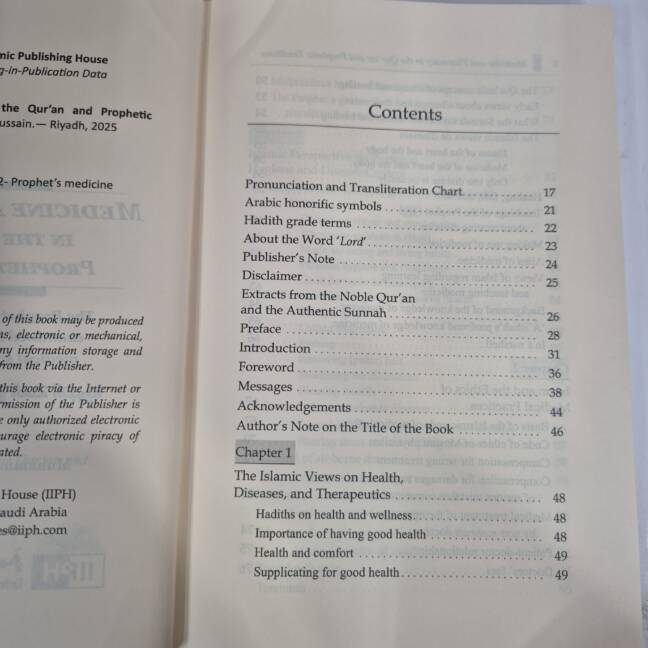 mic Publishing House
g-in-Publication Data
the Qur'an and Prophetic
ussain.— Riyadh, 2025
2- Prophet's medicine
of this book may be produced
ns, electronic or mechanical,
ny information storage and
from the Publisher.
this book via the Internet or
rmission of the Publisher is
e only authorized electronic
urage electronic piracy of
ated.
House (IIPH)
audi Arabia
es@iiph.com
Contents
Pronunciation and Transliteration Chart 17
Arabic honorific symbols 21
Hadith grade terms 22
About the Word 'Lord' 23
Publisher's Note 24
Disclaimer 25
Extracts from the Noble Qur'an
and the Authentic Sunnah 26
Preface 28
Introduction 31
Foreword 36
Messages 38
Acknowledgements 44
Author's Note on the Title of the Book 46
Chapter 1
The Islamic Views on Health,
Diseases, and Therapeutics 48
Hadiths on health and wellness 48
Importance of having good health 48
Health and comfort 49
Supplicating for good health 49